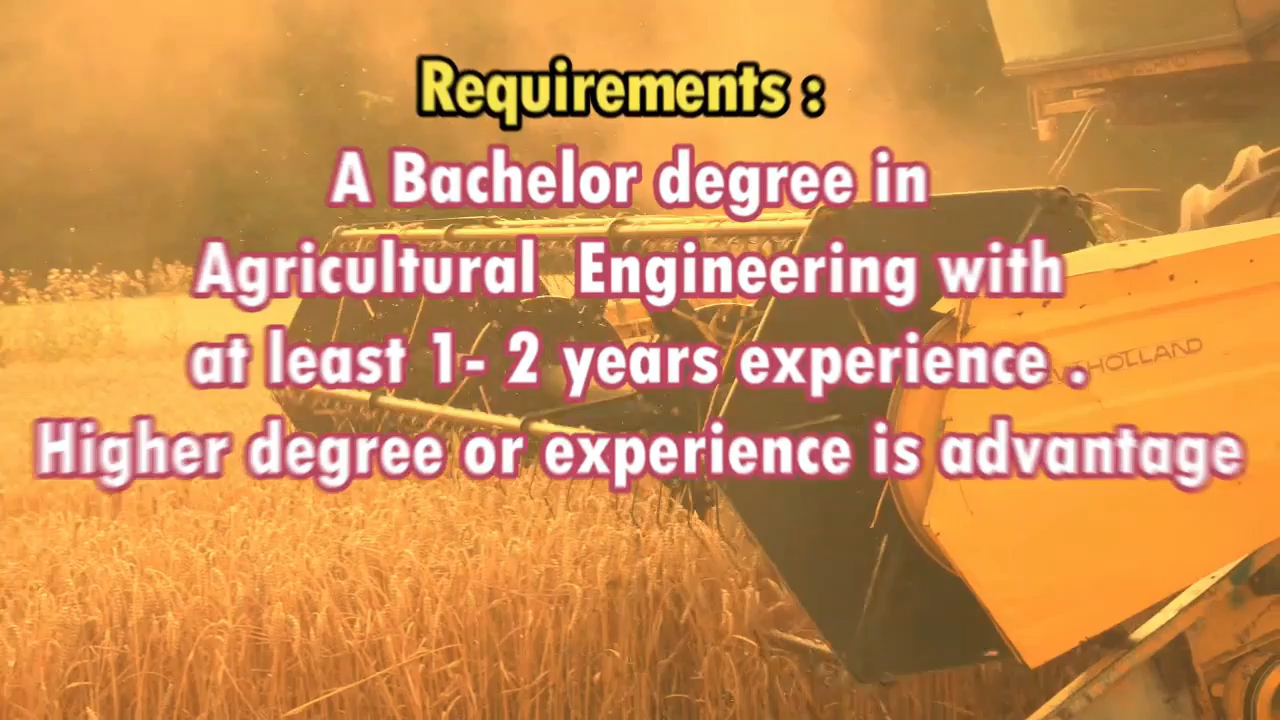 Requirements :
A Bachelor degree in
Agricultural Engineering with
at least 1- 2 years experience .
Higher degree or experience is advantage
HOLLAND